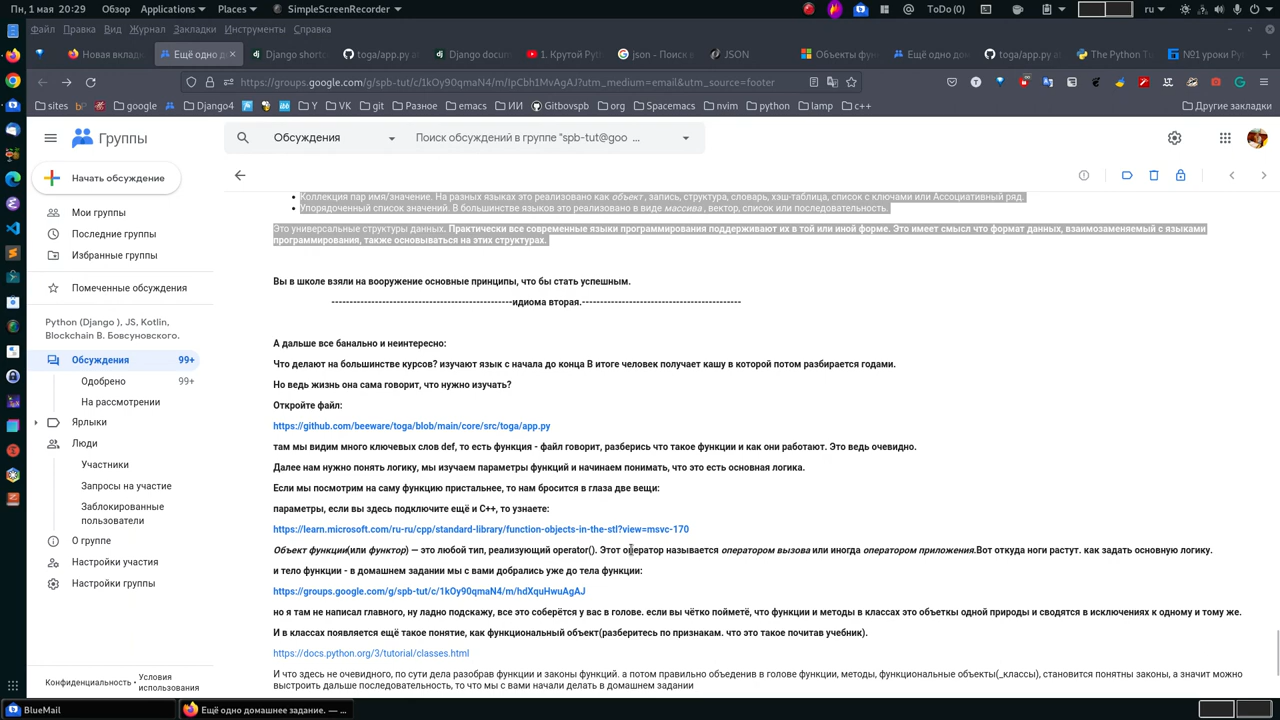 Пн, 1 мая 20:29 Simple ScreenRecorder
ToDo (0)
Файл Правка Вид Журнал Закладки Инструменты Справка
Новая вкладк
Ещё одно д
Django shortc
toga/app.py a
На разных яз
1. Крутой Pyt
json - Поиск в
JSON
Объекты фун
Ещё одно до
toga/app.py а
The Python Tu
№1 уроки Py
https://groups.google.com/g/spb-tut/c/1kOy90qmaN4/m/IpCbh1MvAgAJ?utm_medium=email&utm_source=footer
sites google Django4 VK Разное emacs ИИ Gitbovspb Linux lan c++ Другие закладки
Группы
Обсуждения
Поиск обсуждений в группе "spb-tut@goo ...
Начать обсуждение
Мои группы
Последние группы
Избранные группы
Помеченные обсуждения
Python (Django ), JS, Kotlin,
Blockchain В. Бовсуновского.
Обсуждения 99+
Одобрено 99+
На рассмотрении
Ярлыки
Люди
Участники
Запросы на участие
Заблокированные
пользователи
О группе
Настройки участия
Настройки группы
Конфиденциальность • Условия
использования
Коллекция пар имя/значение. На разных языках это реализовано как объект, запись, структура, словарь, хэш-таблица, список с ключами или Ассоциативный ряд.
Упорядоченный список значений. В большинстве языков это реализовано в виде массива, вектор, список или последовательность.
Это универсальные структуры данных. Практически все современные языки программирования поддерживают их в той или иной форме. Это имеет смысл что формат данных, взаимозаменяемый с языками
программирования, также основываться на этих структурах.
Вы в школе взяли на вооружение основные принципы, что бы стать успешным.
--------------------------------------------------идиома вторая.--------------------------------------------
А дальше все банально и неинтересно:
Что делают на большинстве курсов? изучают язык с начала до конца В итоге человек получает кашу в которой потом разбирается годами.
Но ведь жизнь она сама говорит, что нужно изучать?
Откройте файл:
https://github.com/beeware/toga/blob/main/core/src/toga/app.py
там мы видим много ключевых слов def, то есть функция - файл говорит, разберись что такое функции и как они работают. Это ведь очевидно.
Далее нам нужно понять логику, мы изучаем параметры функций и начинаем понимать, что это есть основная логика.
Если мы посмотрим на саму функцию пристальнее, то нам бросится в глаза две вещи:
параметры, если вы здесь подключите ещё и C++, то узнаете:
https://learn.microsoft.com/ru-ru/cpp/standard-library/function-objects-in-the-stl?view=msvc-170
Объект функции(или функтор) — это любой тип, реализующий operator(). Этот оператор называется оператором вызова или иногда оператором приложения.Вот откуда ноги растут. как задать основную логику.
и тело функции - в домашнем задании мы с вами добрались уже до тела функции:
https://groups.google.com/g/spb-tut/c/1kOy90qmaN4/m/hdXquHwuAgAJ
но я там не написал главного, ну ладно подскажу, все это соберётся у вас в голове. если вы чётко пойметё, что функции и методы в классах это объетки одной природы и сводятся в исключениях к одному и тому же.
И в классах появляется ещё такое понятие, как функциональный объект(разберитесь по признакам. что это такое почитав учебник).
https://docs.python.org/3/tutorial/classes.html
И что здесь не очевидного, по сути дела разобрав функции и законы функций. а потом правильно объеденив в голове функции, методы, функциональные объекты(_классы), становится понятны законы, а значит можно
выстроить дальше последовательность, то что мы с вами начали делать в домашнем задании
BlueMail
Ещё одно домашнее задание. — ...